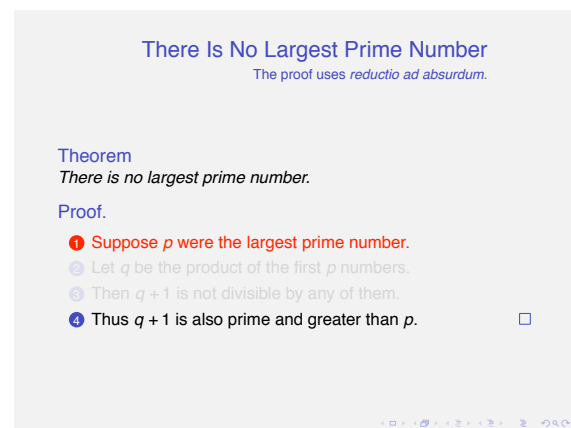 There Is No Largest Prime Number
The proof uses reductio ad absurdum.
Theorem
There is no largest prime number.
Proof.
1 Suppose p were the largest prime number.
2 Let q be the product of the first p numbers.
3 Then q + 1 is not divisible by any of them.
4 Thus q + 1 is also prime and greater than p.